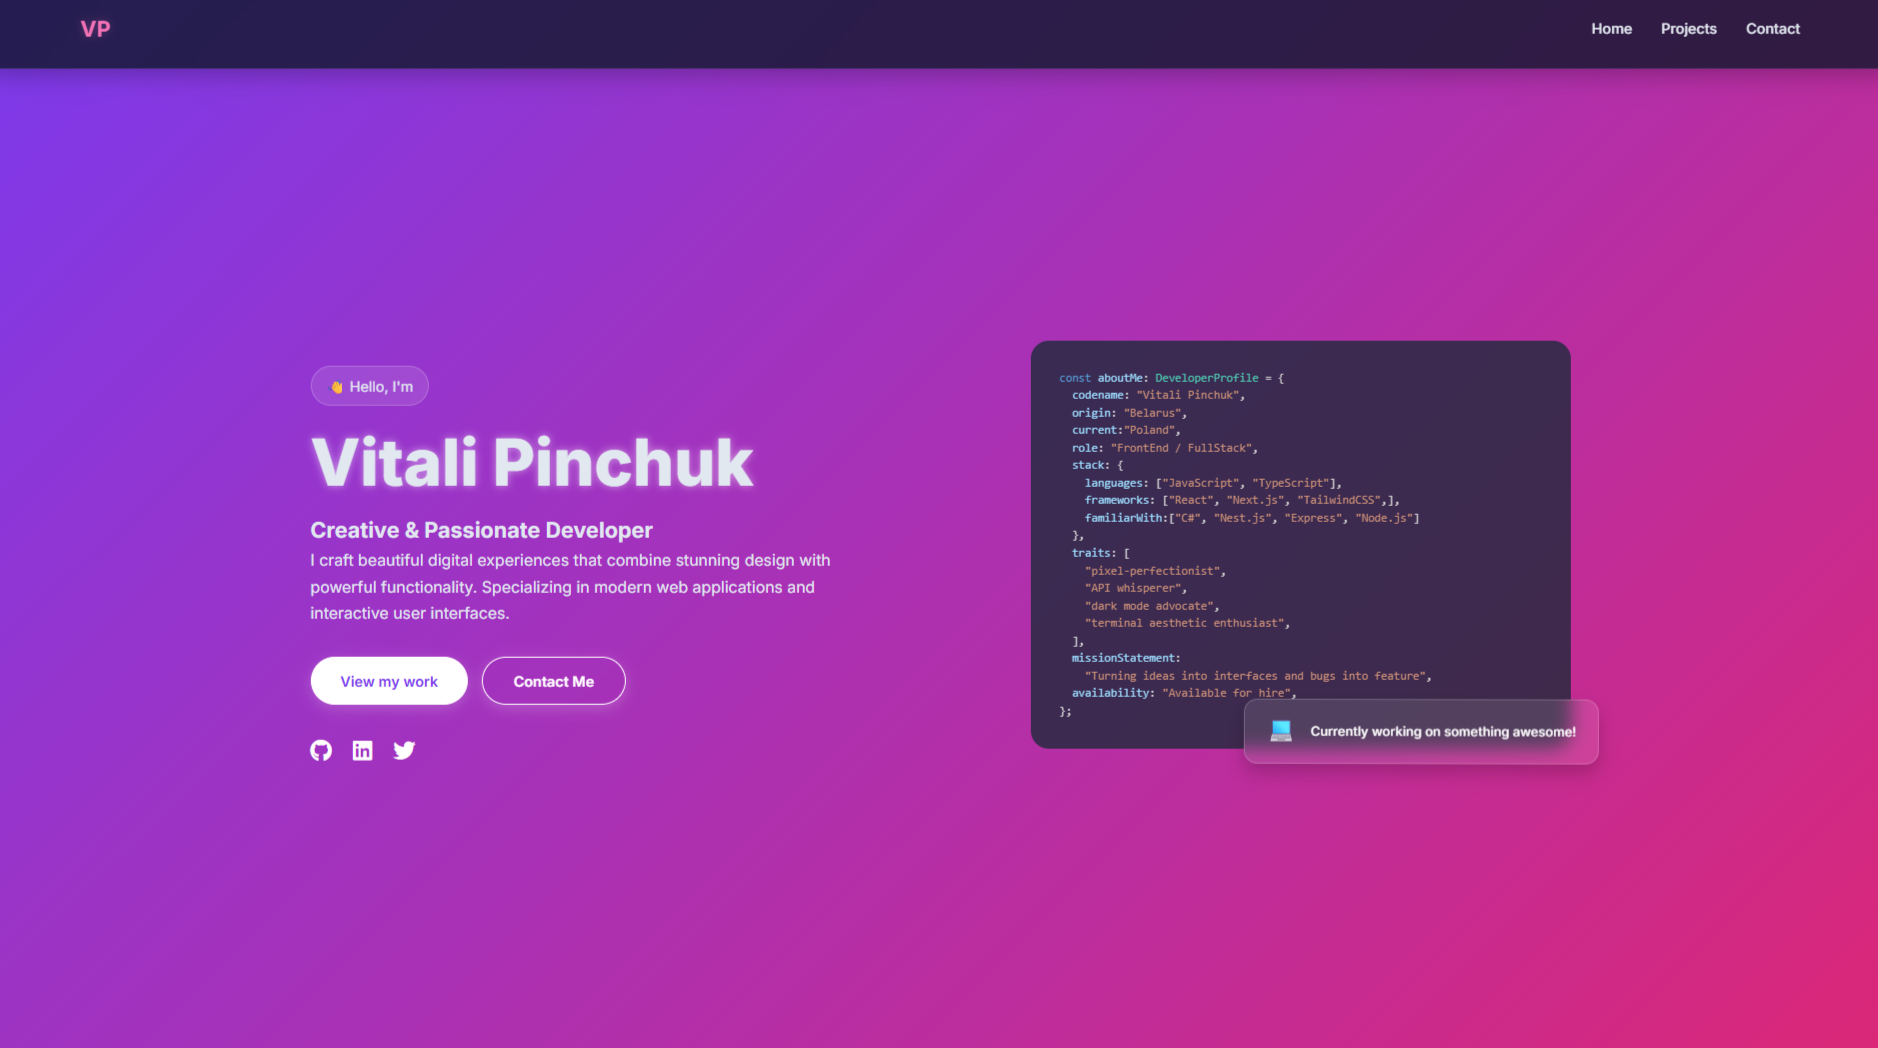 VP
Home
Projects
Contact
👋 Hello, I'm
Vitali Pinchuk
Creative & Passionate Developer
I craft beautiful digital experiences that combine stunning design with
powerful functionality. Specializing in modern web applications and
interactive user interfaces.
View my work
Contact Me
const aboutMe: DeveloperProfile = {
  codename: "Vitali Pinchuk",
  origin: "Belarus",
  current:"Poland",
  role: "FrontEnd / FullStack",
  stack: {
    languages: ["JavaScript", "TypeScript"],
    frameworks: ["React", "Next.js", "TailwindCSS",],
    familiarWith:["C#", "Nest.js", "Express", "Node.js"]
  },
  traits: [
    "pixel-perfectionist",
    "API whisperer",
    "dark mode advocate",
    "terminal aesthetic enthusiast",
  ],
  missionStatement:
    "Turning ideas into interfaces and bugs into feature",
  availability: "Available for hire",
};
💻 Currently working on something awesome!